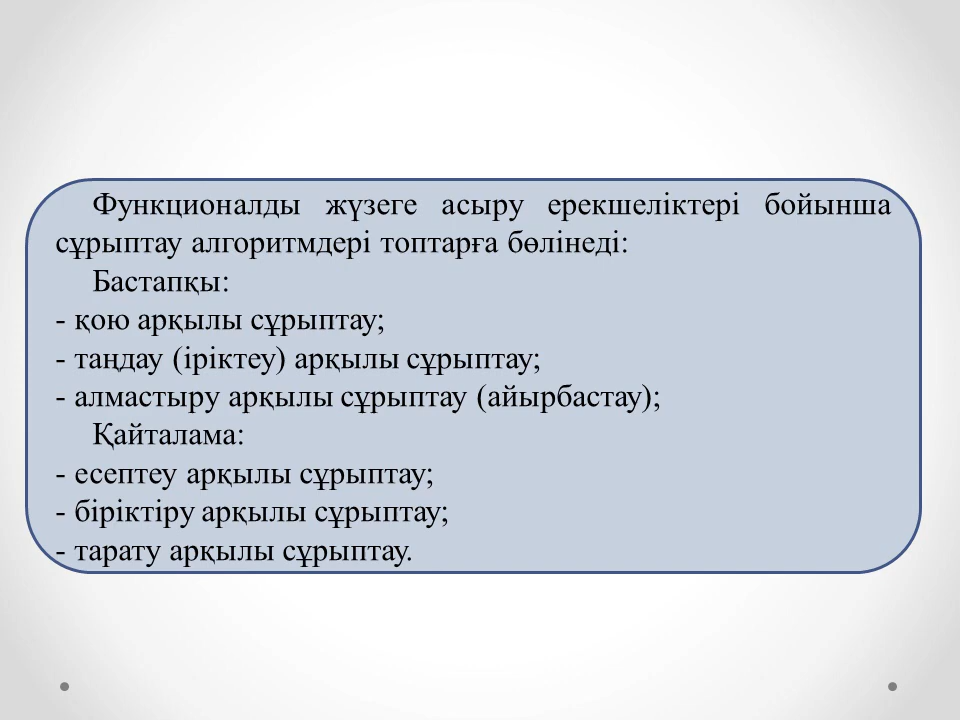 Функционалды жүзеге асыру ерекшеліктері бойынша
сұрыптау алгоритмдері топтарға бөлінеді:
Бастапқы:
- қою арқылы сұрыптау;
- таңдау (іріктеу) арқылы сұрыптау;
- алмастыру арқылы сұрыптау (айырбастау);
Қайталама:
- есептеу арқылы сұрыптау;
- біріктіру арқылы сұрыптау;
- тарату арқылы сұрыптау.